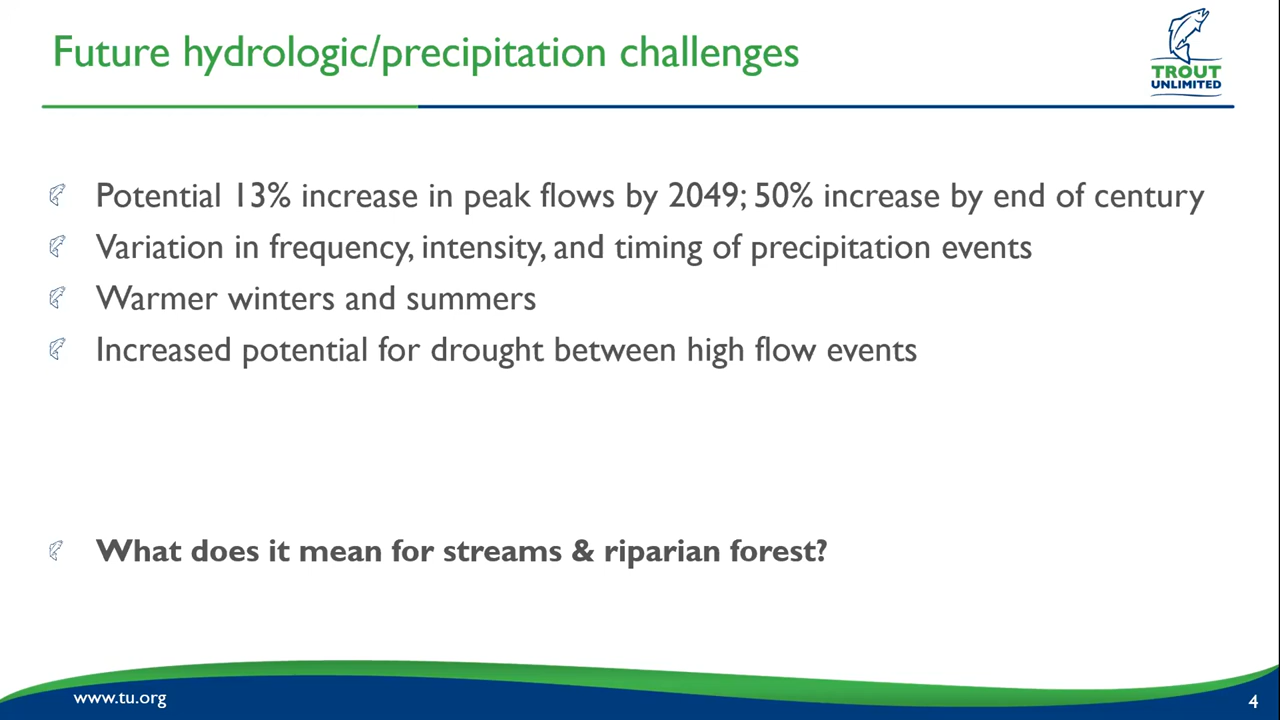 Future hydrologic/precipitation challenges
TROUT
UNLIMITED
Potential 13% increase in peak flows by 2049; 50% increase by end of century
Variation in frequency, intensity, and timing of precipitation events
Warmer winters and summers
Increased potential for drought between high flow events
What does it mean for streams & riparian forest?
www.tu.org
4